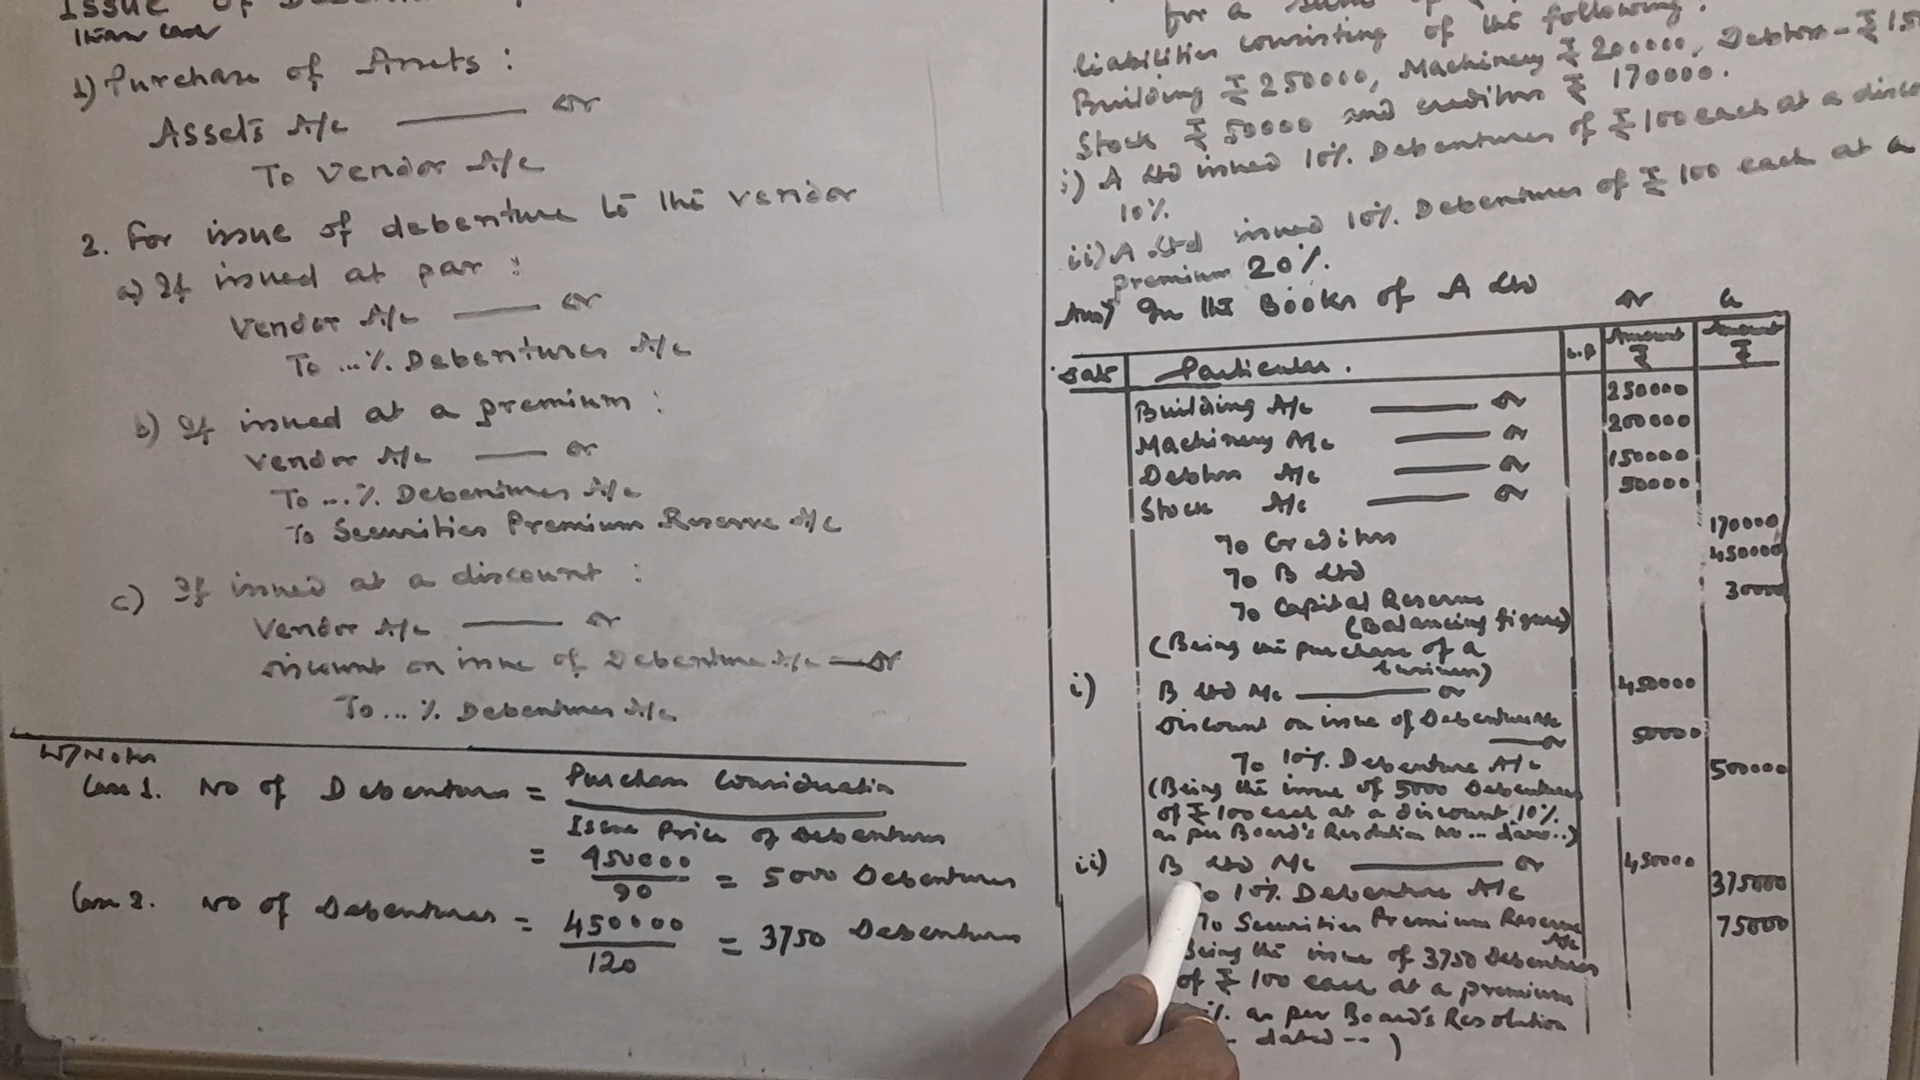 Issue of
1) Purchase of Assets :
Assets A/c ——— Dr
To Vendor A/c
2. For issue of debenture to the vendor
a) If issued at par :
Vendor A/c ——— Dr
To ...% Debentures A/c
b) If issued at a premium :
Vendor A/c ——— Dr
To ...% Debentures A/c
To Securities Premium Reserve A/c
c) If issued at a discount :
Vendor A/c ——— Dr
Discount on issue of Debenture A/c — Dr
To ...% Debentures A/c
W/Notes
Case 1. No of Debentures = Purchase Consideration
Issue Price of Debentures
= 450000
90
= 5000 Debentures
Case 2. No of Debentures = 450000
120
= 3750 Debentures
for a sum of
liabilities consisting of the following.
Building ₹ 250000, Machinery ₹ 200000, Debtors - ₹ 15
Stock ₹ 50000 and creditors ₹ 170000.
i) A Ltd issued 10% Debentures of ₹ 100 each at a disco
10%
ii) A Ltd issued 10% Debentures of ₹ 100 each at a
premium 20%.
Ans) In the Books of A Ltd
Dr Cr
Date Particular. L.F Amount ₹ Amount ₹
Building A/c ——— Dr 250000
Machinery A/c ——— Dr 200000
Debtors A/c ——— Dr 150000
Stock A/c ——— Dr 50000
To Creditors 170000
To B Ltd 450000
To Capital Reserve 30000
(Balancing figure)
(Being the purchase of a
business)
i) B Ltd A/c ——— Dr 450000
Discount on issue of Debenture A/c
— Dr 50000
To 10% Debenture A/c 500000
(Being the issue of 5000 Debentures
of ₹ 100 each at a discount 10%
as per Board's Resolution No ... dated ..)
ii) B Ltd A/c ——— Dr 450000
To 10% Debenture A/c 375000
To Securities Premium Reserve 75000
A/c
Being the issue of 3750 Debentures
of ₹ 100 each at a premium
% as per Board's Resolution
- dated -- )